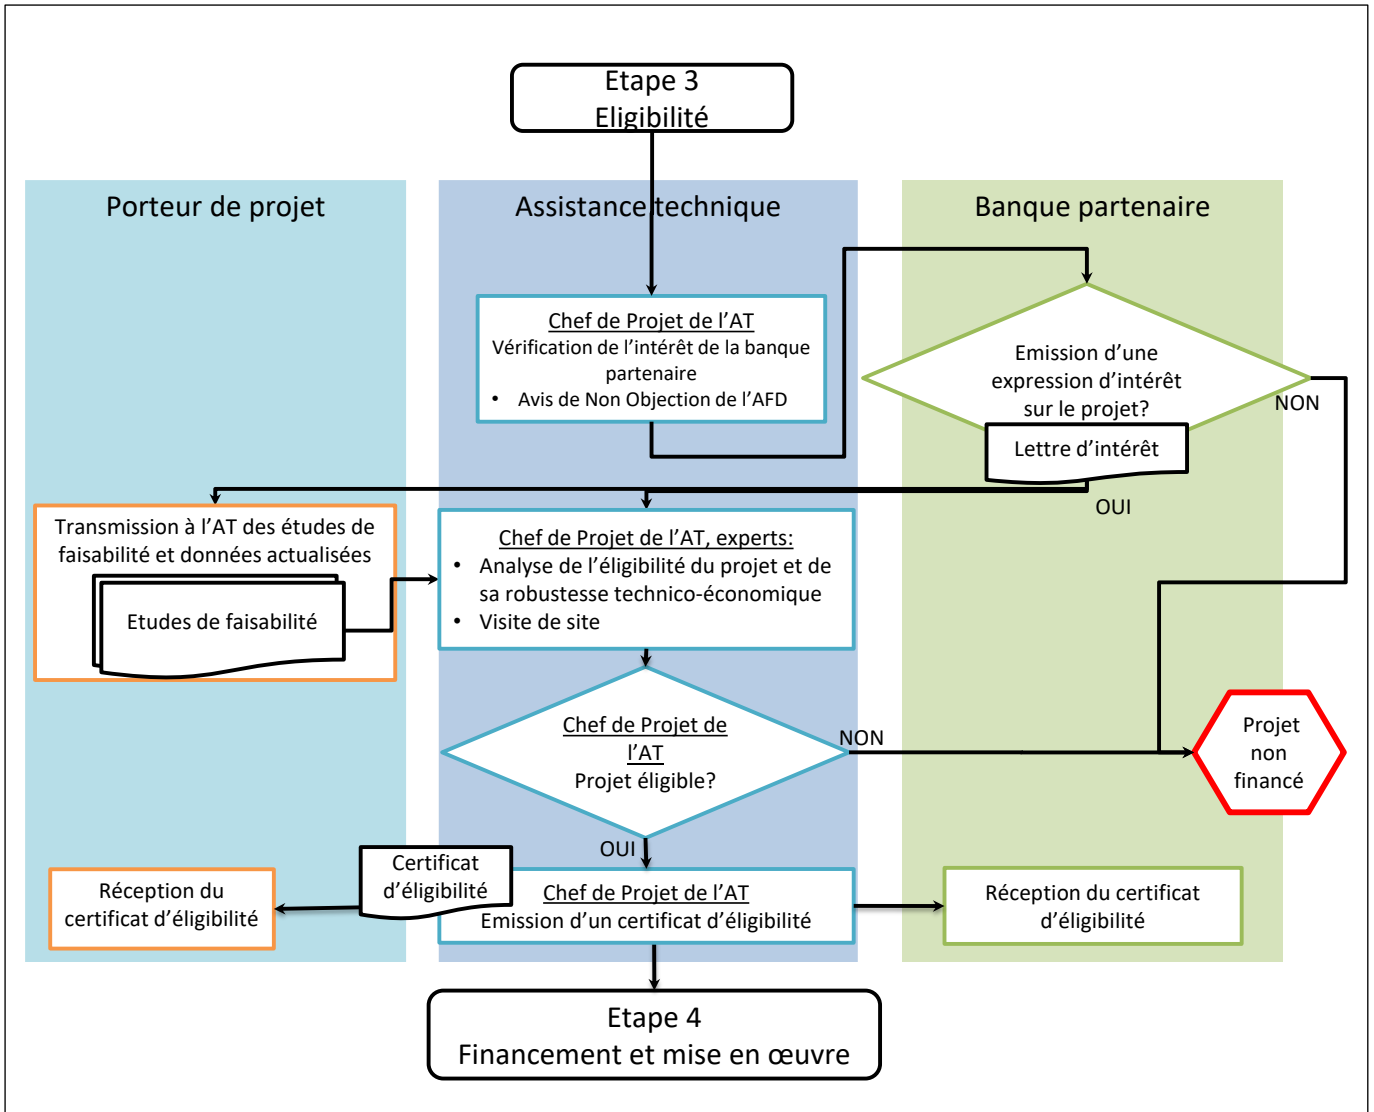 Etape 3
Eligibilité
Porteur de projet
Assistance technique
Banque partenaire
Chef de Projet de l’AT
Vérification de l’intérêt de la banque
partenaire
• Avis de Non Objection de l’AFD
Emission d’une
expression d’intérêt
sur le projet?
NON
Lettre d’intérêt
OUI
Transmission à l’AT des études de
faisabilité et données actualisées
Etudes de faisabilité
Chef de Projet de l’AT, experts:
• Analyse de l’éligibilité du projet et de
sa robustesse technico-économique
• Visite de site
Chef de Projet de
l’AT
Projet éligible?
NON
Projet
non
financé
OUI
Certificat
d’éligibilité
Réception du
certificat d’éligibilité
Chef de Projet de l’AT
Emission d’un certificat d’éligibilité
Réception du certificat
d’éligibilité
Etape 4
Financement et mise en œuvre